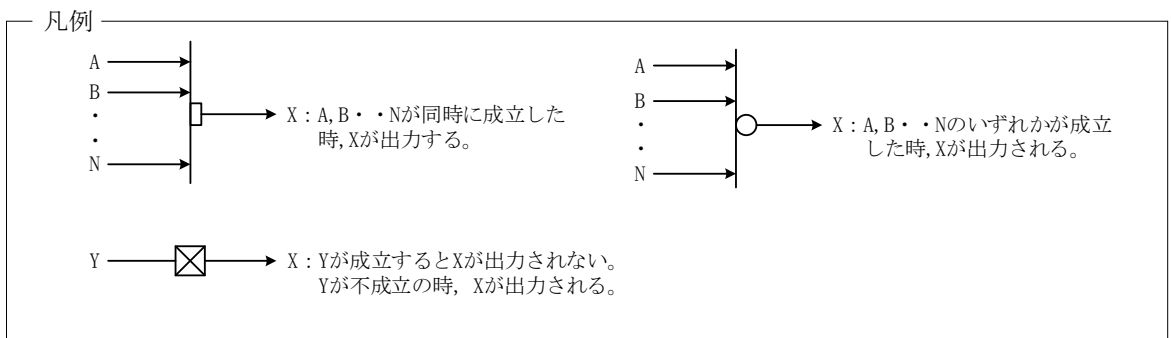 凡例
A
B
・
・
N
X：A,B・・Nが同時に成立した
時,Xが出力する。
A
B
・
・
N
X：A,B・・Nのいずれかが成立
した時,Xが出力される。
Y
X：Yが成立するとXが出力されない。
Yが不成立の時，Xが出力される。